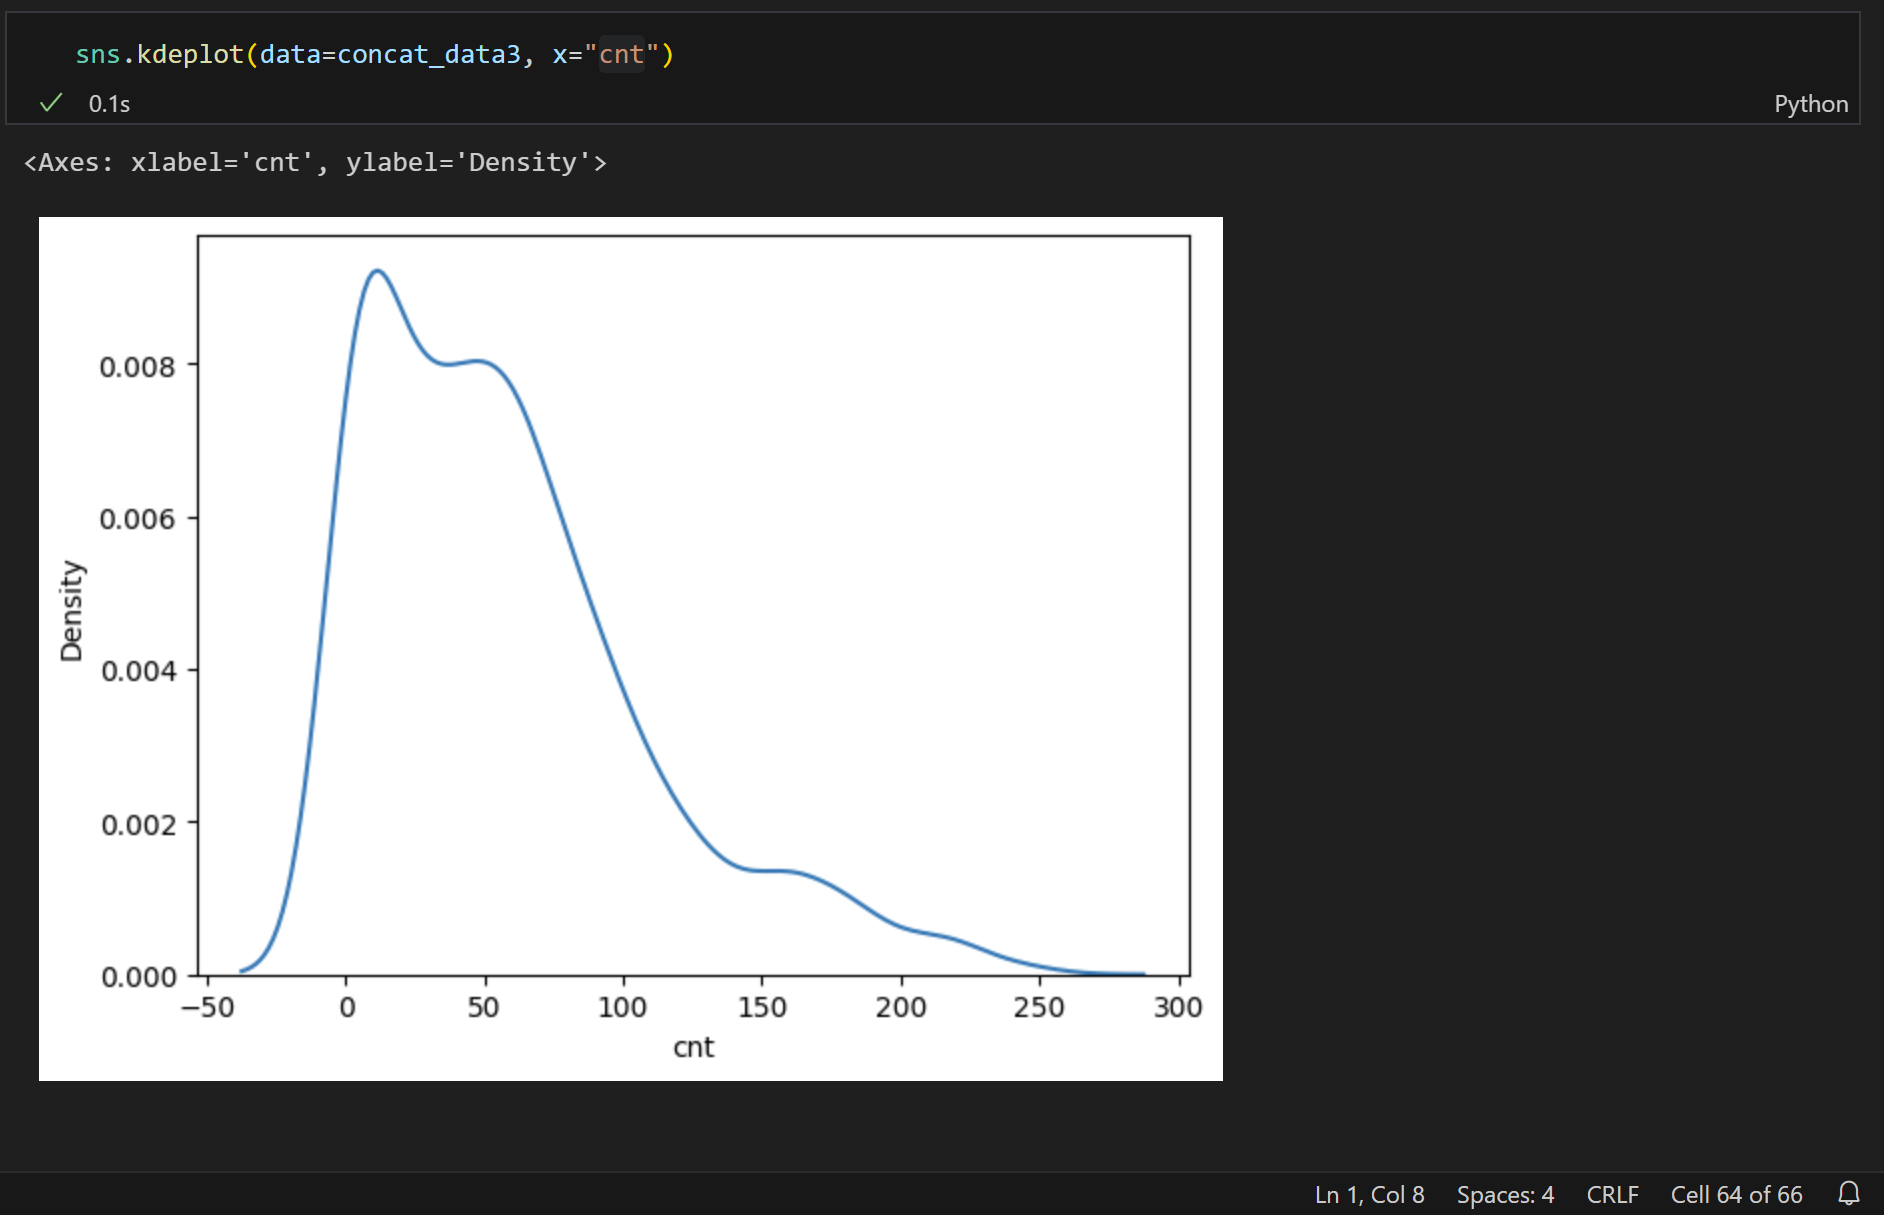 sns.kdeplot(data=concat_data3, x="cnt")
0.1s
Python
<Axes: xlabel='cnt', ylabel='Density'>
0.008
0.006
0.004
0.002
0.000
Density
−50 0 50 100 150 200 250 300
cnt
Ln 1, Col 8 Spaces: 4 CRLF Cell 64 of 66